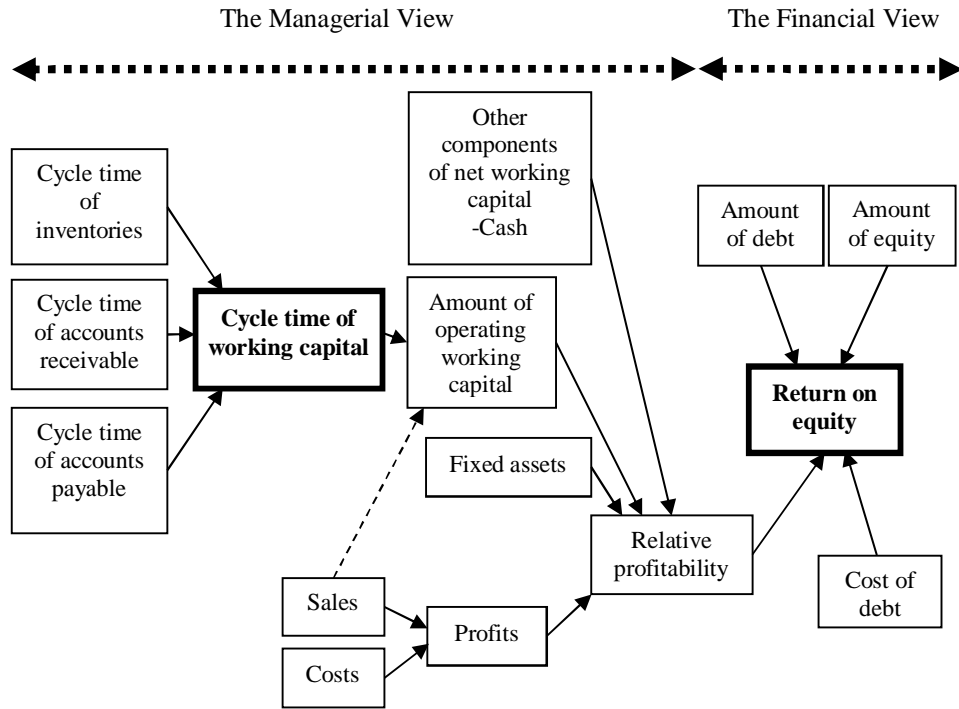 The Managerial View
The Financial View
Other
components
of net working
capital
-Cash
Cycle time
of
inventories
Amount
of debt
Amount
of equity
Cycle time
of accounts
receivable
Cycle time of
working capital
Amount of
operating
working
capital
Return on
equity
Cycle time
of accounts
payable
Fixed assets
Relative
profitability
Cost of
debt
Sales
Profits
Costs